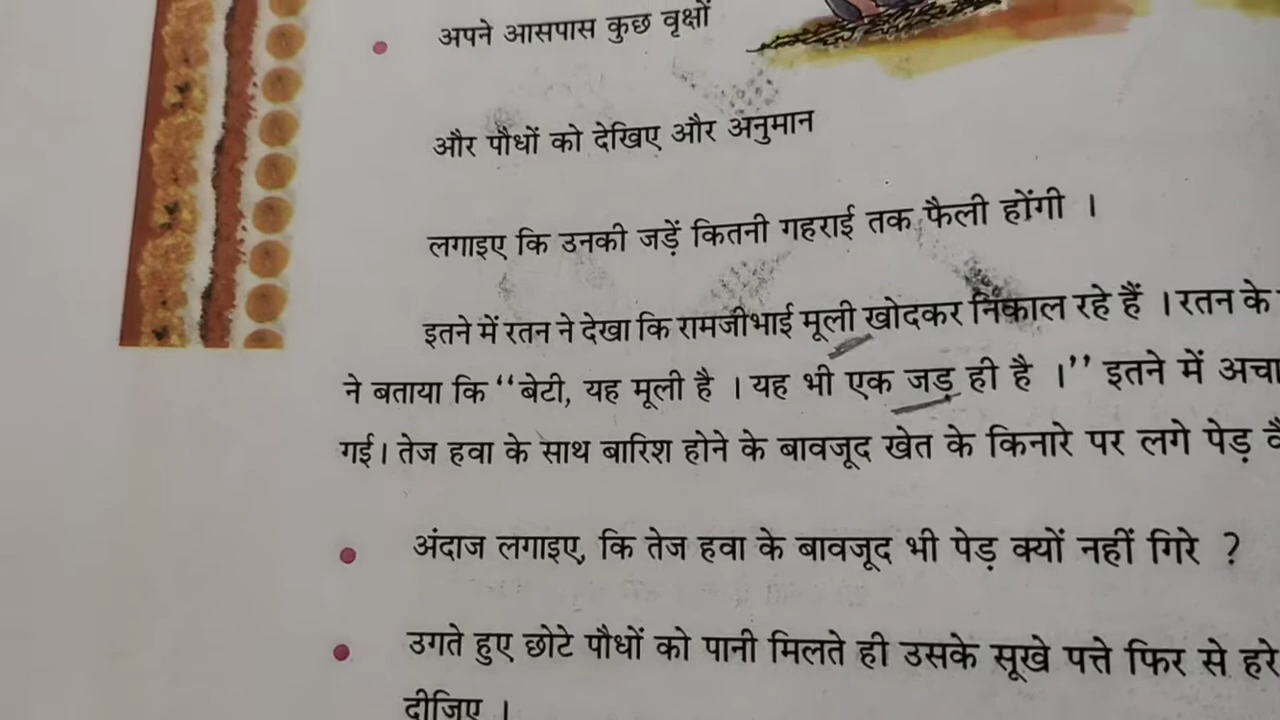 अपने आसपास कुछ वृक्षों
और पौधों को देखिए और अनुमान
लगाइए कि उनकी जड़ें कितनी गहराई तक फैली होंगी ।
इतने में रतन ने देखा कि रामजीभाई मूली खोदकर निकाल रहे हैं । रतन के
ने बताया कि ‘‘बेटी, यह मूली है । यह भी एक जड़ ही है ।’’ इतने में अचा
गई। तेज हवा के साथ बारिश होने के बावजूद खेत के किनारे पर लगे पेड़
अंदाज लगाइए, कि तेज हवा के बावजूद भी पेड़ क्यों नहीं गिरे ?
उगते हुए छोटे पौधों को पानी मिलते ही उसके सूखे पत्ते फिर से हरे
दीजिए ।